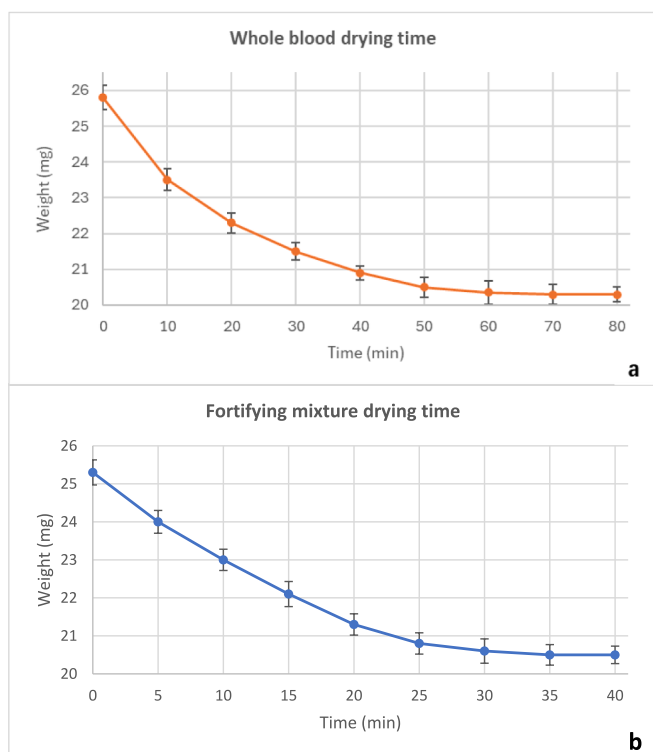 Whole blood drying time
26
25
24
23
22
21
20
Weight (mg)
0 10 20 30 40 50 60 70 80
Time (min)
a
Fortifying mixture drying time
26
25
24
23
22
21
20
Weight (mg)
0 5 10 15 20 25 30 35 40
Time (min)
b